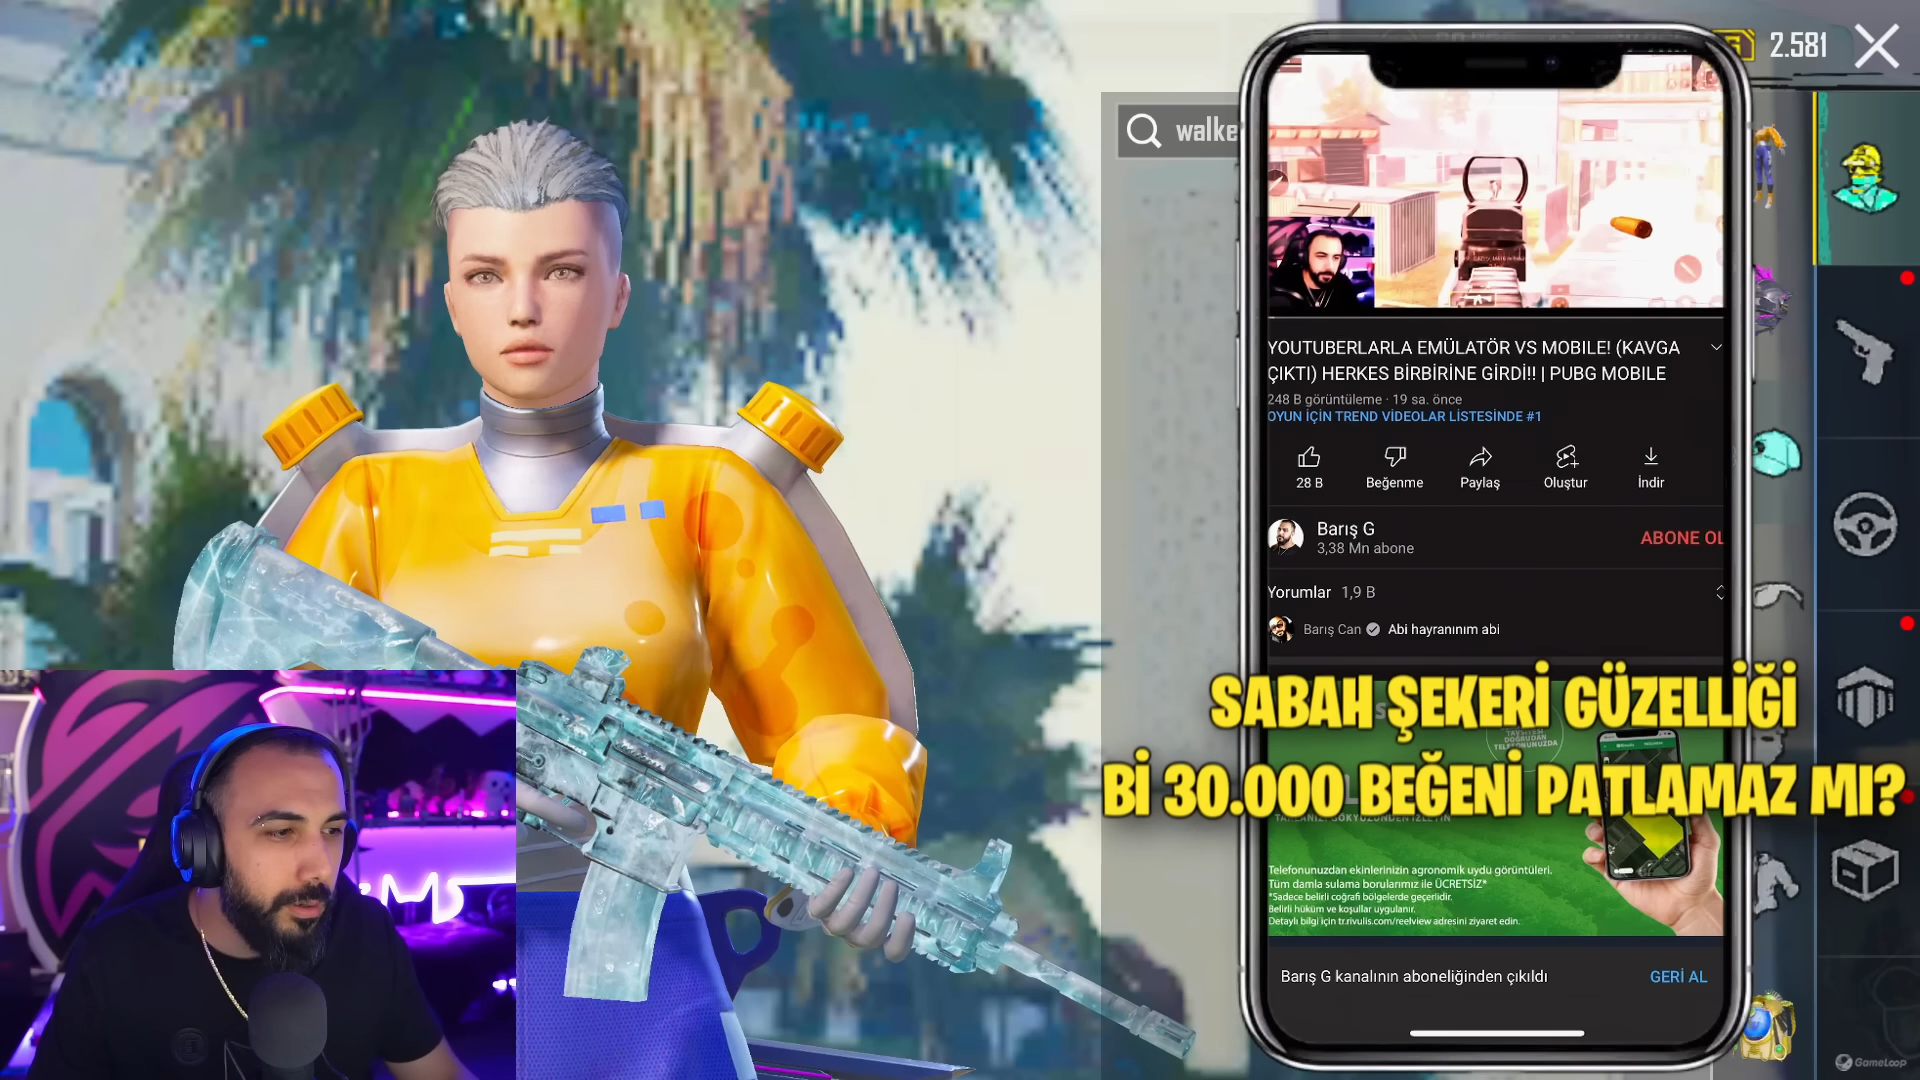 2.581
walke
YOUTUBERLARLA EMÜLATÖR VS MOBILE! (KAVGA
ÇIKTI) HERKES BİRBİRİNE GİRDİ!! | PUBG MOBILE
248 B görüntüleme · 19 sa. önce
OYUN İÇİN TREND VİDEOLAR LİSTESİNDE #1
28 B Beğenme Paylaş Oluştur İndir
Barış G
3,38 Mn abone
ABONE OL
Yorumlar 1,9 B
Barış Can Abi hayranınım abi
SABAH ŞEKERİ GÜZELLİĞİ
DOĞRUDAN
TELEFONUNUZDA
Bİ 30.000 BEĞENİ PATLAMAZ MI?
Telefonunuzdan ekinlerinizin agronomik uydu görüntüleri.
Tüm damla sulama borularımız ile ÜCRETSİZ*
*Sadece belirli coğrafi bölgelerde geçerlidir.
Belirli hüküm ve koşullar uygulanır.
Detaylı bilgi için tr.rivulis.com/reelview adresini ziyaret edin.
Barış G kanalının aboneliğinden çıkıldı GERİ AL
GameLoop